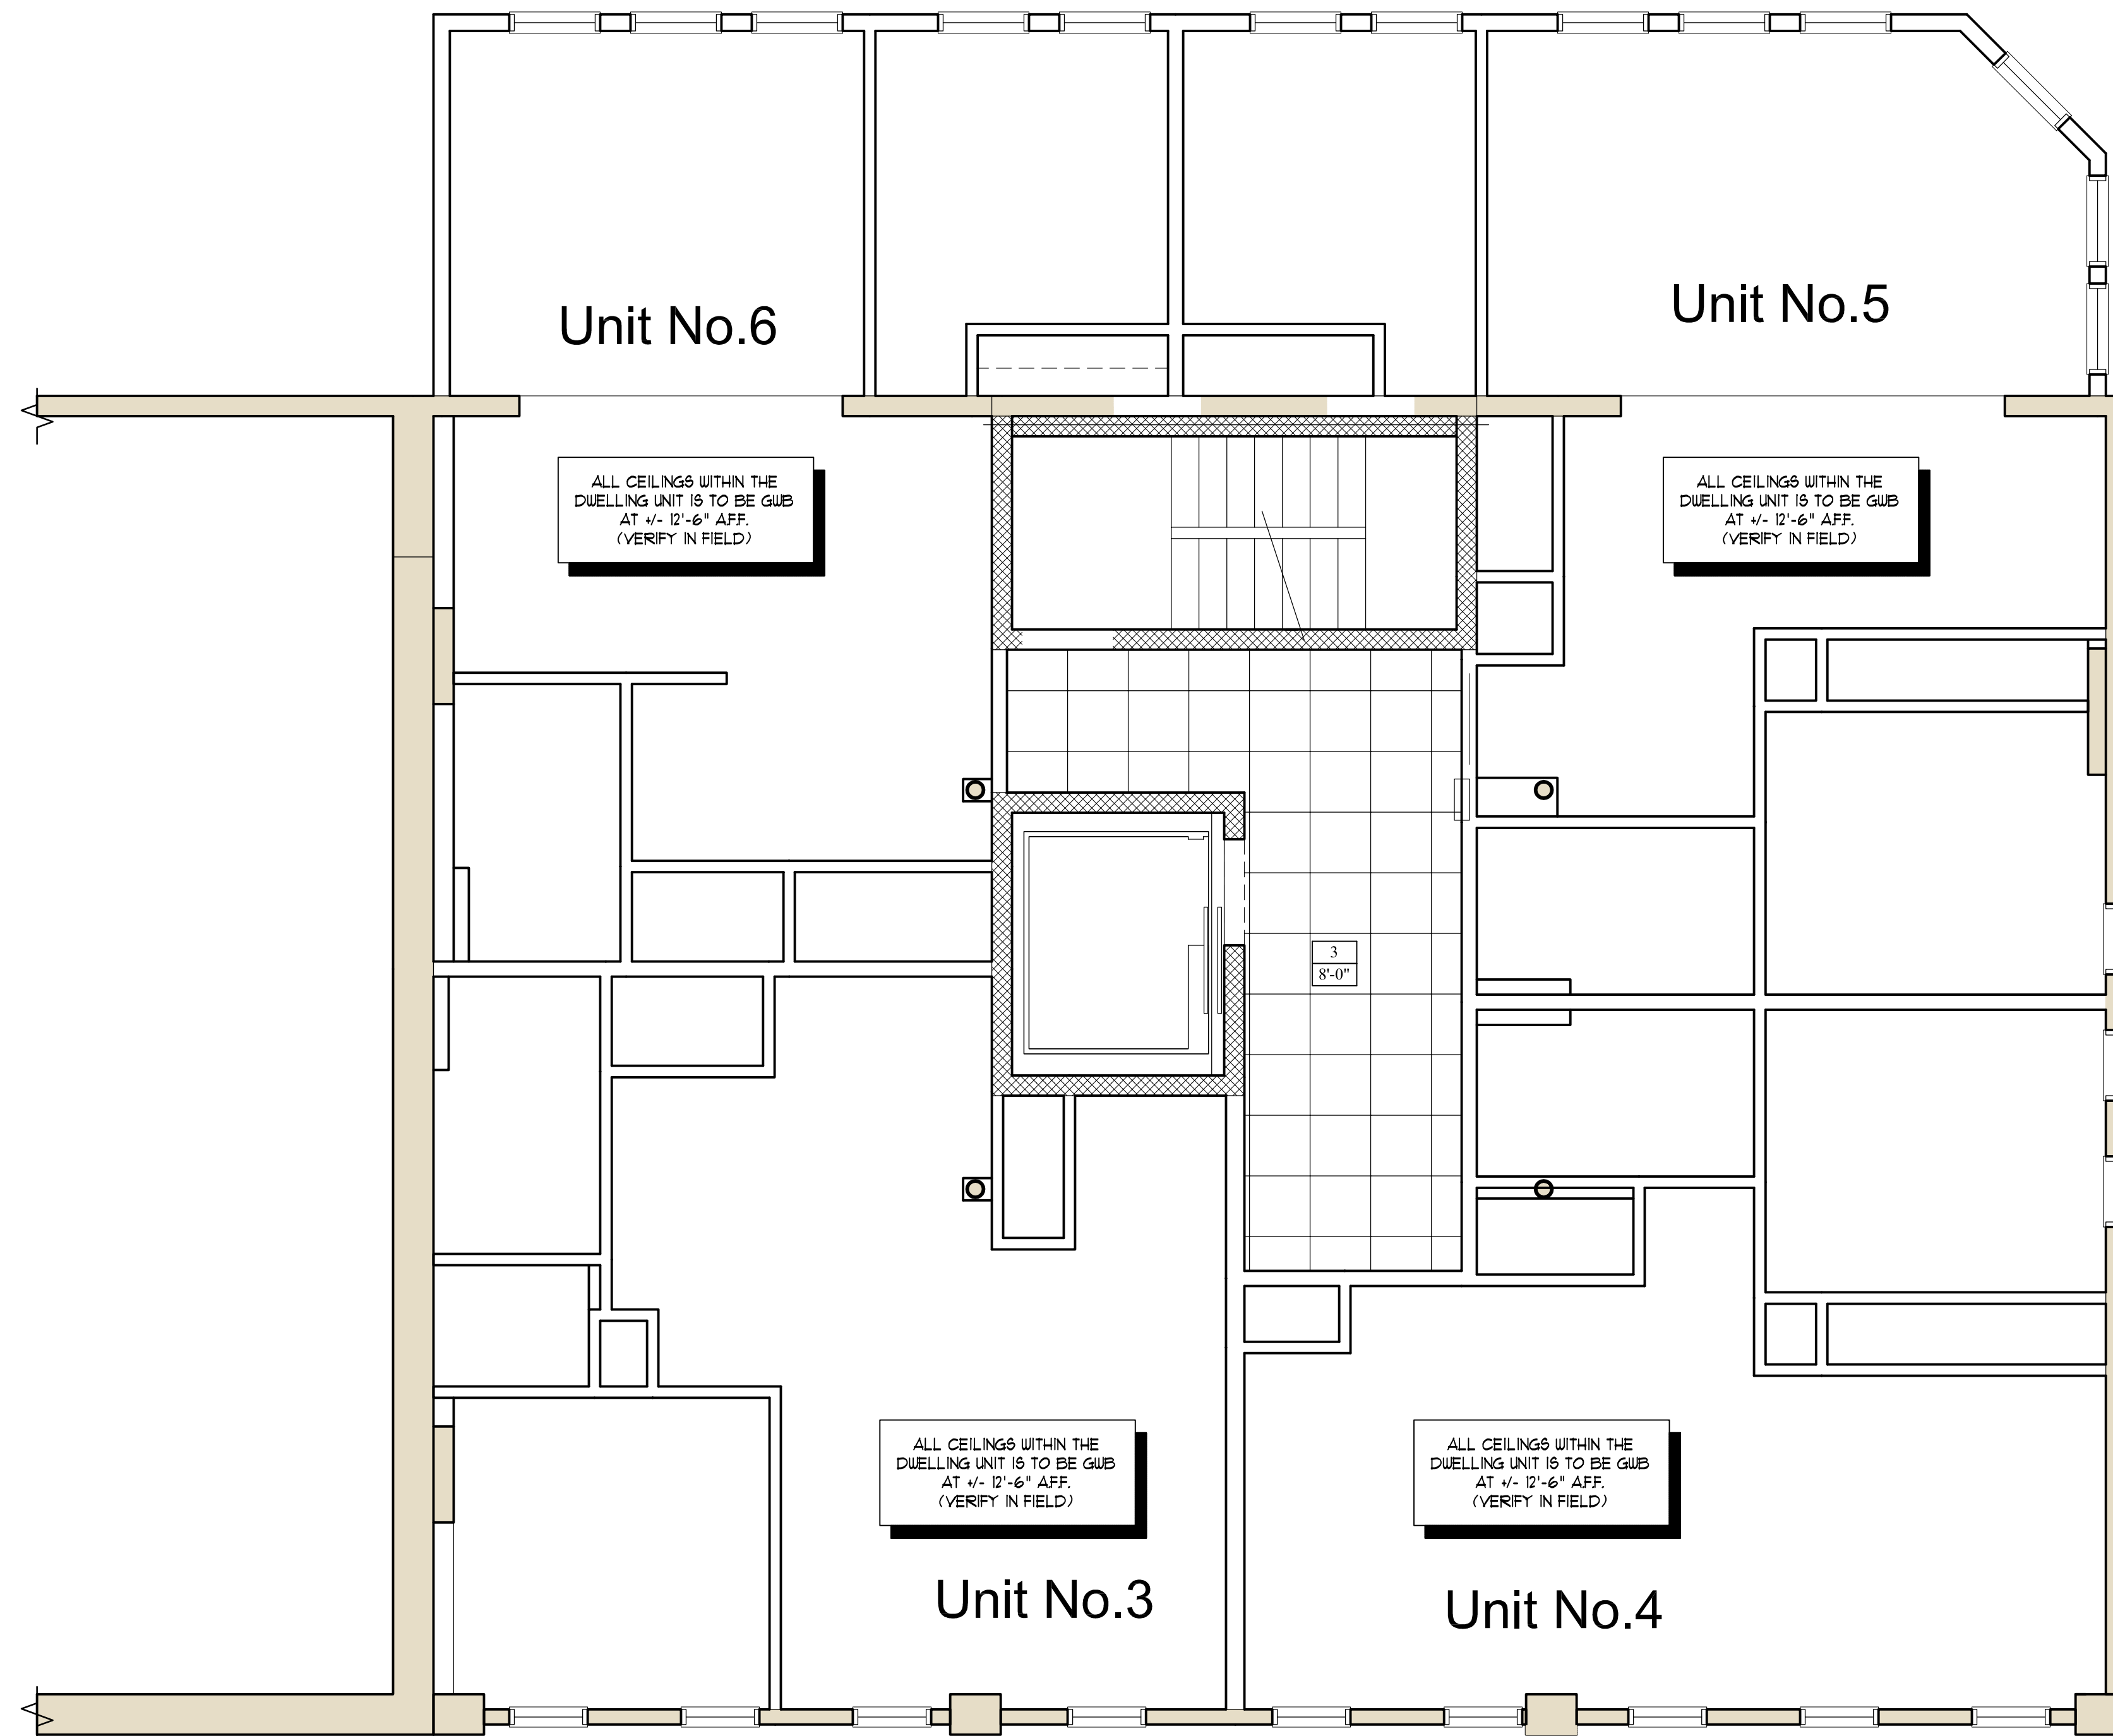 Unit No.6
Unit No.5
ALL CEILINGS WITHIN THE
DWELLING UNIT IS TO BE GWB
AT +/- 12'-6" A.F.F.
(VERIFY IN FIELD)
ALL CEILINGS WITHIN THE
DWELLING UNIT IS TO BE GWB
AT +/- 12'-6" A.F.F.
(VERIFY IN FIELD)
3
8'-0"
ALL CEILINGS WITHIN THE
DWELLING UNIT IS TO BE GWB
AT +/- 12'-6" A.F.F.
(VERIFY IN FIELD)
ALL CEILINGS WITHIN THE
DWELLING UNIT IS TO BE GWB
AT +/- 12'-6" A.F.F.
(VERIFY IN FIELD)
Unit No.3
Unit No.4